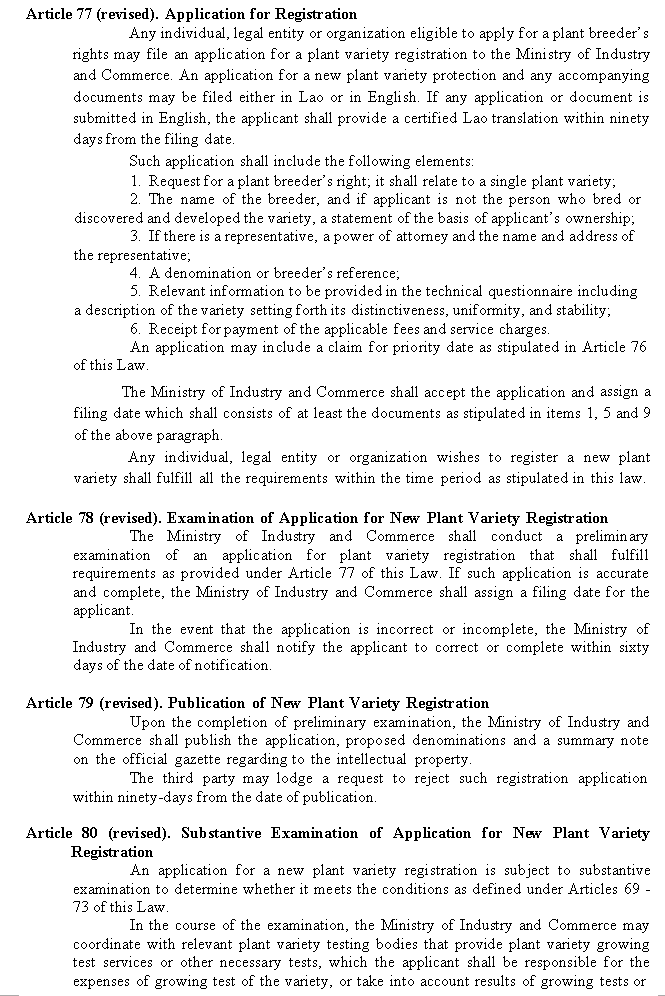 Article 77 (revised). Application for Registration
Any individual, legal entity or organization eligible to apply for a plant breeder's
rights may file an application for a plant variety registration to the Ministry of Industry
and Commerce. An application for a new plant variety protection and any accompanying
documents may be filed either in Lao or in English. If any application or document is
submitted in English, the applicant shall provide a certified Lao translation within ninety
days from the filing date.
Such application shall include the following elements:
1. Request for a plant breeder's right; it shall relate to a single plant variety;
2. The name of the breeder, and if applicant is not the person who bred or
discovered and developed the variety, a statement of the basis of applicant's ownership;
3. If there is a representative, a power of attorney and the name and address of
the representative;
4. A denomination or breeder's reference;
5. Relevant information to be provided in the technical questionnaire including
a description of the variety setting forth its distinctiveness, uniformity, and stability;
6. Receipt for payment of the applicable fees and service charges.
An application may include a claim for priority date as stipulated in Article 76
of this Law.
The Ministry of Industry and Commerce shall accept the application and assign a
filing date which shall consists of at least the documents as stipulated in items 1, 5 and 9
of the above paragraph.
Any individual, legal entity or organization wishes to register a new plant
variety shall fulfill all the requirements within the time period as stipulated in this law.
Article 78 (revised). Examination of Application for New Plant Variety Registration
The Ministry of Industry and Commerce shall conduct a preliminary
examination of an application for plant variety registration that shall fulfill
requirements as provided under Article 77 of this Law. If such application is accurate
and complete, the Ministry of Industry and Commerce shall assign a filing date for the
applicant.
In the event that the application is incorrect or incomplete, the Ministry of
Industry and Commerce shall notify the applicant to correct or complete within sixty
days of the date of notification.
Article 79 (revised). Publication of New Plant Variety Registration
Upon the completion of preliminary examination, the Ministry of Industry and
Commerce shall publish the application, proposed denominations and a summary note
on the official gazette regarding to the intellectual property.
The third party may lodge a request to reject such registration application
within ninety-days from the date of publication.
Article 80 (revised). Substantive Examination of Application for New Plant Variety
Registration
An application for a new plant variety registration is subject to substantive
examination to determine whether it meets the conditions as defined under Articles 69 -
73 of this Law.
In the course of the examination, the Ministry of Industry and Commerce may
coordinate with relevant plant variety testing bodies that provide plant variety growing
test services or other necessary tests, which the applicant shall be responsible for the
expenses of growing test of the variety, or take into account results of growing tests or